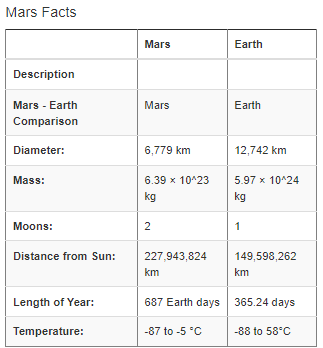 Mars Facts
Mars Earth
Description
Mars - Earth Mars Earth
Comparison
Diameter: 6,779 km 12,742 km
Mass: 6.39 × 10^23 5.97 × 10^24
kg kg
Moons: 2 1
Distance from Sun: 227,943,824 149,598,262
km km
Length of Year: 687 Earth days 365.24 days
Temperature: -87 to -5 °C -88 to 58°C